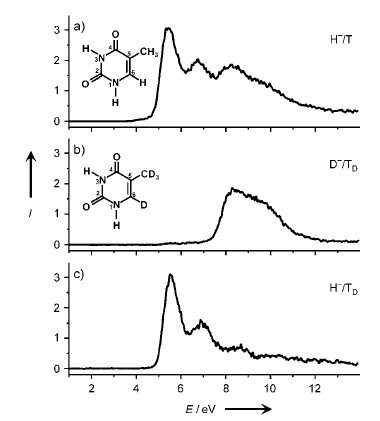 a)
H⁻/T
O
H
4
CH₃
N
3
5
2
6
O
1
N
H
H
3
2
1
0
b)
D⁻/T_D
O
H
4
CD₃
N
3
5
2
6
O
1
N
D
H
3
2
1
0
I
c)
H⁻/T_D
3
2
1
0
2 4 6 8 10 12
E / eV